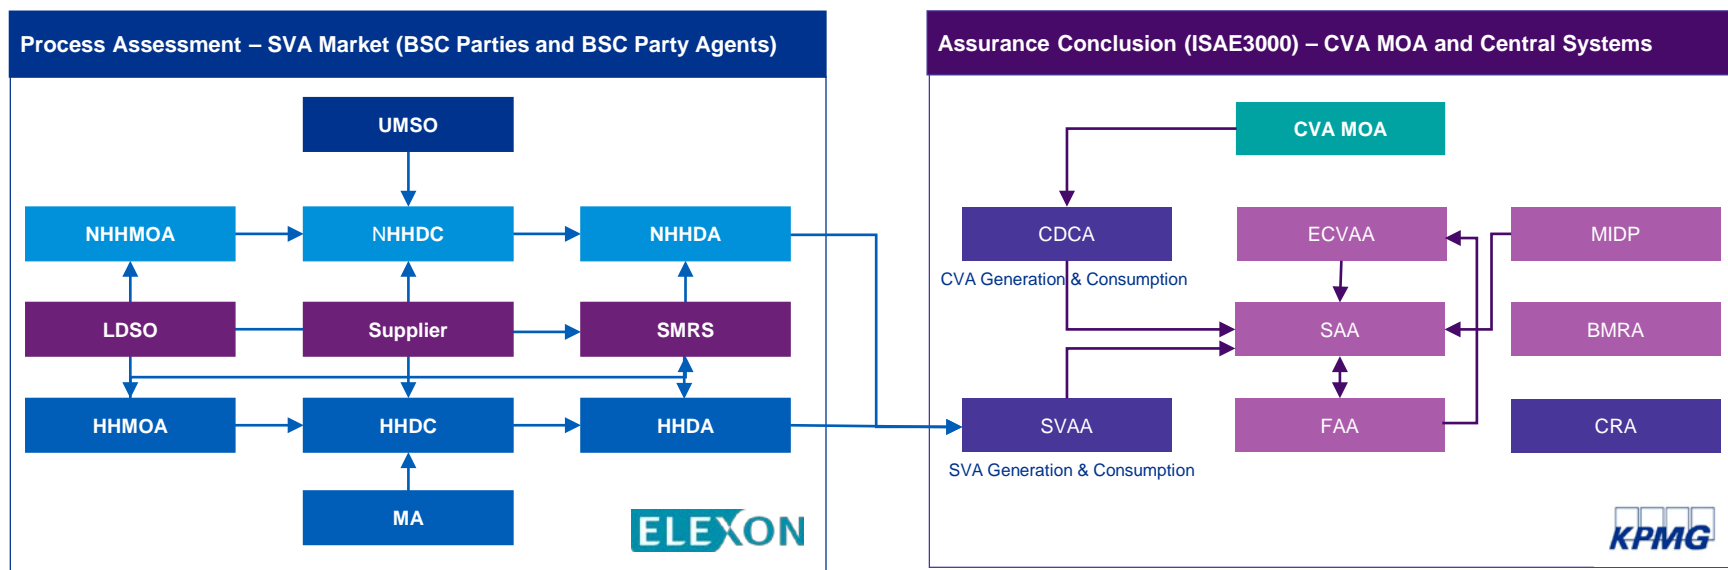 Process Assessment – SVA Market (BSC Parties and BSC Party Agents)
UMSO
NHHMOA
NHHDC
NHHDA
LDSO
Supplier
SMRS
HHMOA
HHDC
HHDA
MA
ELEXON
Assurance Conclusion (ISAE3000) – CVA MOA and Central Systems
CVA MOA
CDCA
ECVAA
MIDP
CVA Generation & Consumption
SAA
BMRA
SVAA
FAA
CRA
SVA Generation & Consumption
KPMG